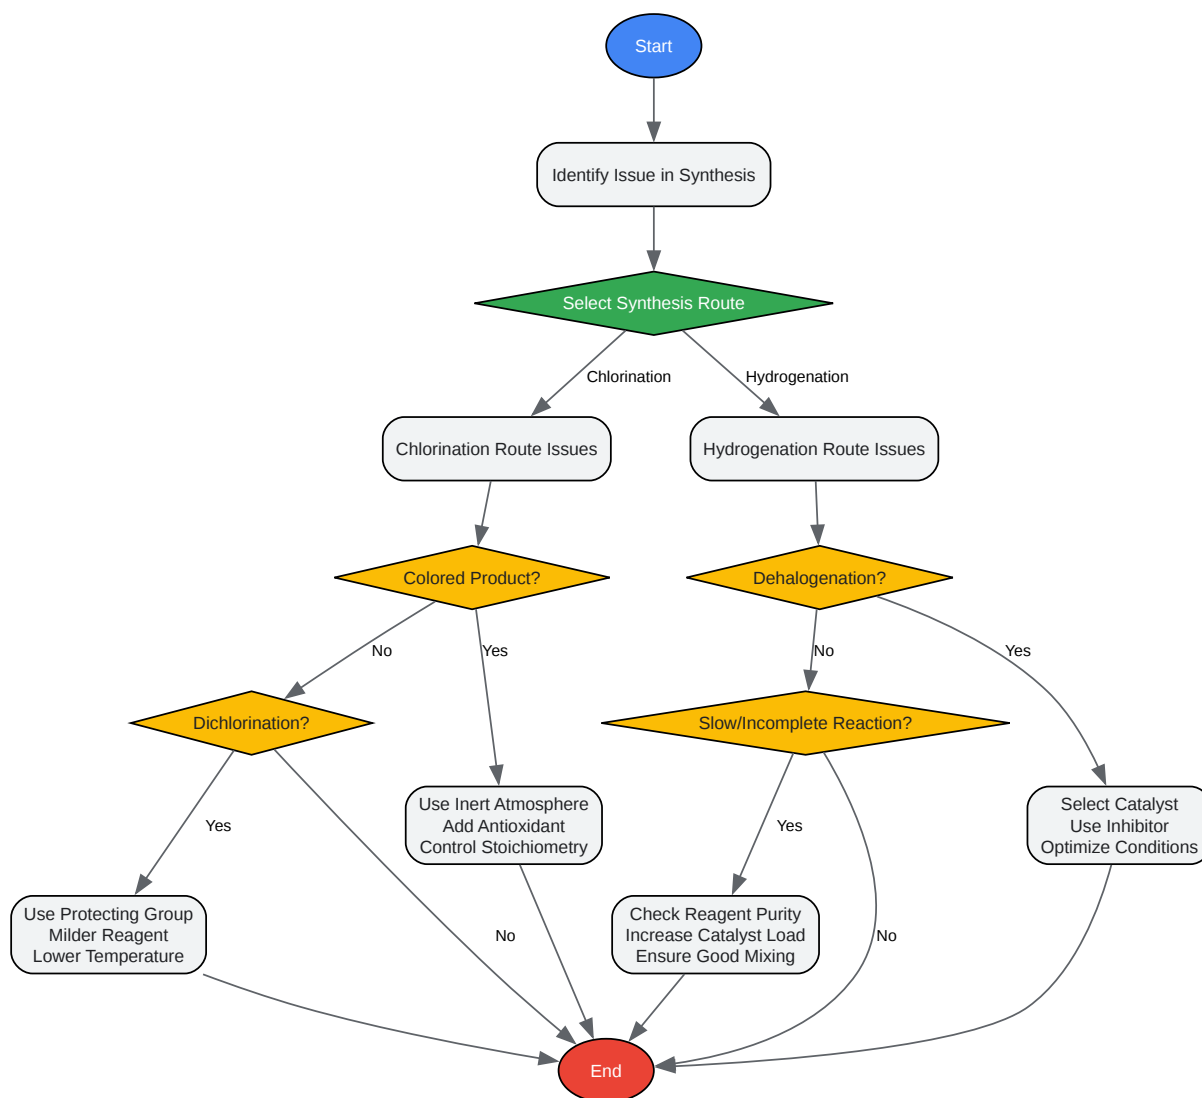 Start
Identify Issue in Synthesis
Select Synthesis Route
Chlorination
Hydrogenation
Chlorination Route Issues
Hydrogenation Route Issues
Colored Product?
Dehalogenation?
No
Yes
No
Yes
Dichlorination?
Slow/Incomplete Reaction?
Use Inert Atmosphere
Add Antioxidant
Control Stoichiometry
Select Catalyst
Use Inhibitor
Optimize Conditions
Yes
Yes
Use Protecting Group
Milder Reagent
Lower Temperature
No
Check Reagent Purity
Increase Catalyst Load
Ensure Good Mixing
No
End